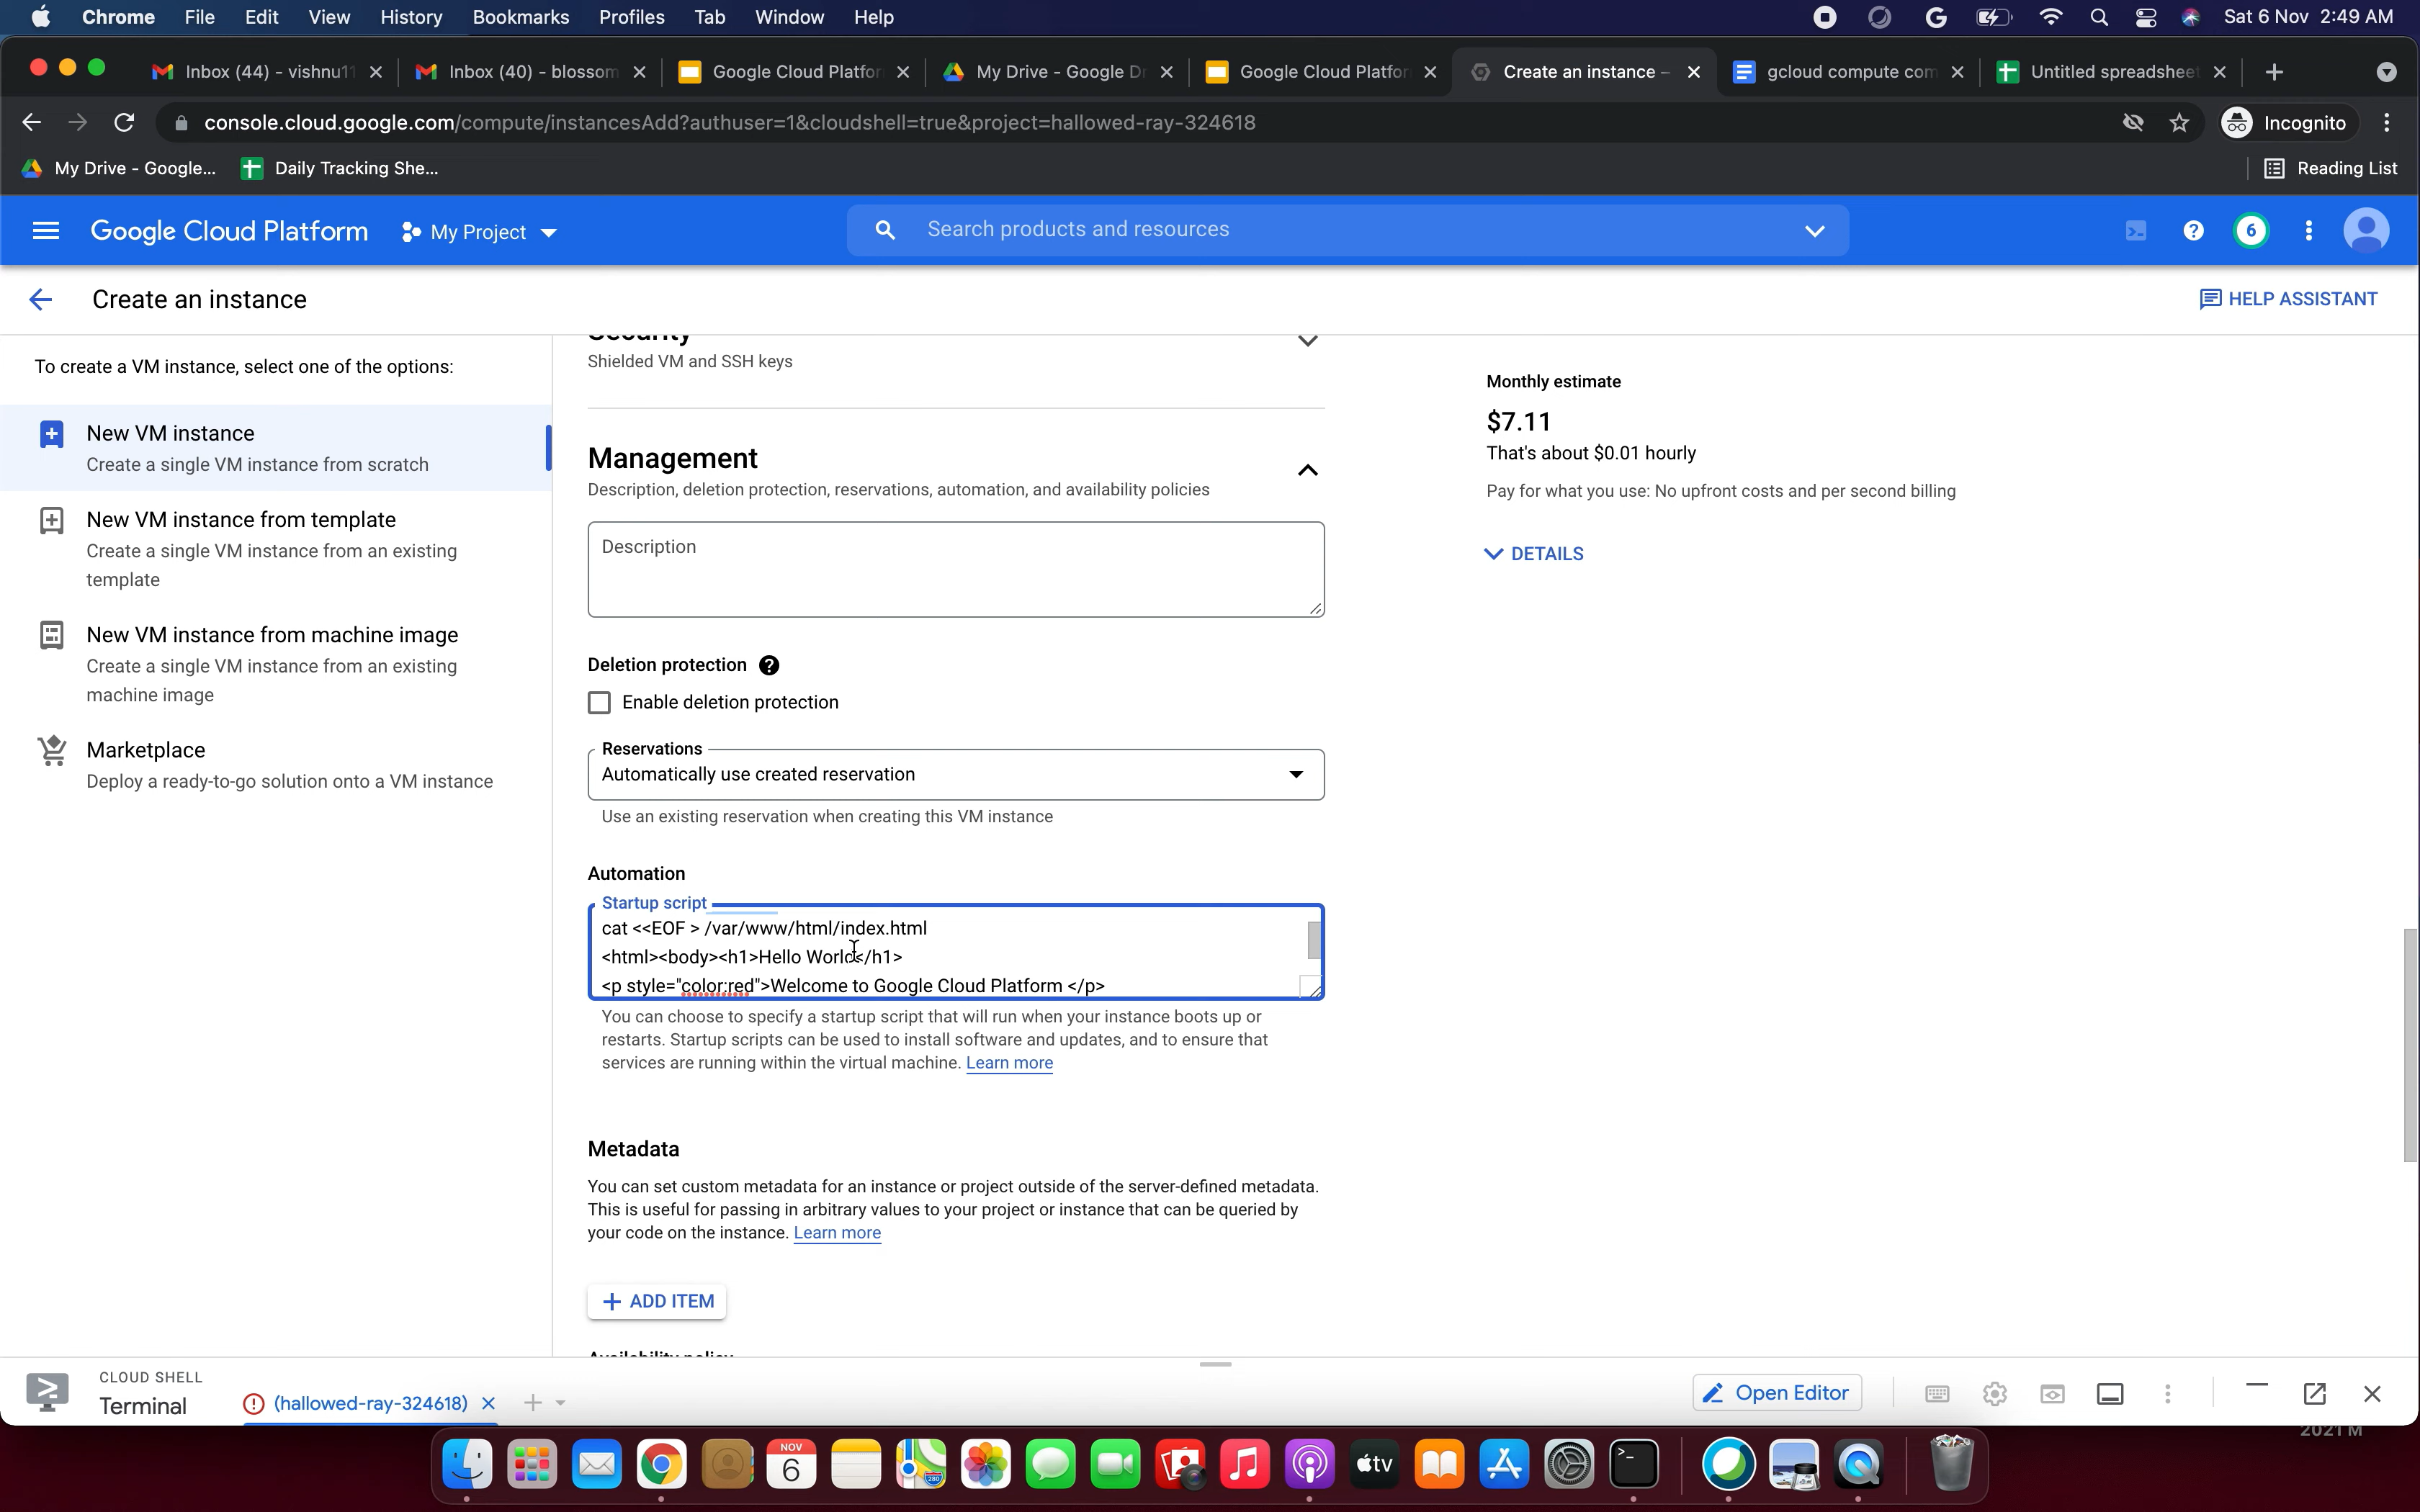 Chrome File Edit View History Bookmarks Profiles Tab Window Help Sat 6 Nov 2:49 AM
Inbox (44) - vishnu11 Inbox (40) - blossom Google Cloud Platfor My Drive - Google Dr Google Cloud Platfor Create an instance – gcloud compute com Untitled spreadsheet
console.cloud.google.com/compute/instancesAdd?authuser=1&cloudshell=true&project=hallowed-ray-324618 Incognito
My Drive - Google... Daily Tracking She... Reading List
Google Cloud Platform My Project Search products and resources 6
Create an instance HELP ASSISTANT
To create a VM instance, select one of the options:
New VM instance
Create a single VM instance from scratch
New VM instance from template
Create a single VM instance from an existing
template
New VM instance from machine image
Create a single VM instance from an existing
machine image
Marketplace
Deploy a ready-to-go solution onto a VM instance
Security
Shielded VM and SSH keys
Management
Description, deletion protection, reservations, automation, and availability policies
Description
Deletion protection
Enable deletion protection
Reservations
Automatically use created reservation
Use an existing reservation when creating this VM instance
Automation
Startup script
cat <<EOF > /var/www/html/index.html
<html><body><h1>Hello World</h1>
<p style="color:red">Welcome to Google Cloud Platform </p>
You can choose to specify a startup script that will run when your instance boots up or
restarts. Startup scripts can be used to install software and updates, and to ensure that
services are running within the virtual machine. Learn more
Metadata
You can set custom metadata for an instance or project outside of the server-defined metadata.
This is useful for passing in arbitrary values to your project or instance that can be queried by
your code on the instance. Learn more
ADD ITEM
Availability policy
Monthly estimate
$7.11
That's about $0.01 hourly
Pay for what you use: No upfront costs and per second billing
DETAILS
CLOUD SHELL
Terminal (hallowed-ray-324618) Open Editor
NOV
6
280
tv